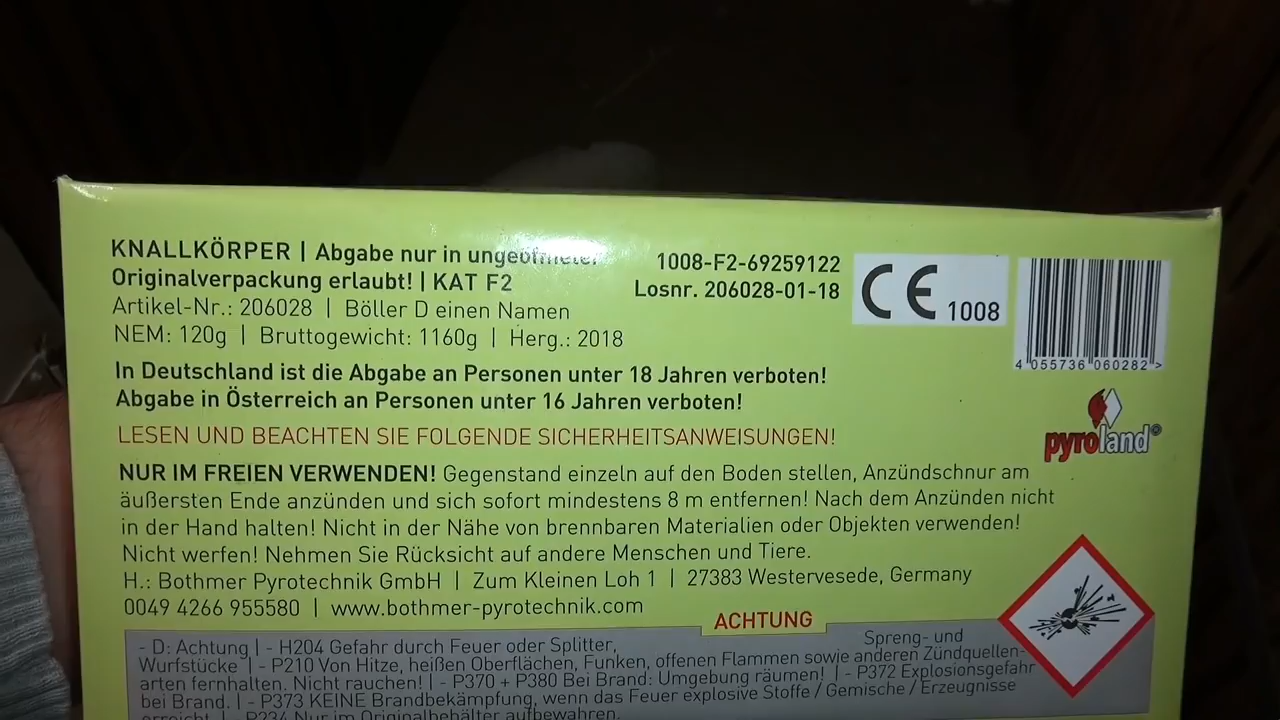 KNALLKÖRPER | Abgabe nur in ungeöffneter
Originalverpackung erlaubt! | KAT F2
Artikel-Nr.: 206028 | Böller D einen Namen
NEM: 120g | Bruttogewicht: 1160g | Herg.: 2018
1008-F2-69259122
Losnr. 206028-01-18
CE 1008
4 055736 060282 >
In Deutschland ist die Abgabe an Personen unter 18 Jahren verboten!
Abgabe in Österreich an Personen unter 16 Jahren verboten!
LESEN UND BEACHTEN SIE FOLGENDE SICHERHEITSANWEISUNGEN!
pyroland®
NUR IM FREIEN VERWENDEN! Gegenstand einzeln auf den Boden stellen, Anzündschnur am
äußersten Ende anzünden und sich sofort mindestens 8 m entfernen! Nach dem Anzünden nicht
in der Hand halten! Nicht in der Nähe von brennbaren Materialien oder Objekten verwenden!
Nicht werfen! Nehmen Sie Rücksicht auf andere Menschen und Tiere.
H.: Bothmer Pyrotechnik GmbH | Zum Kleinen Loh 1 | 27383 Westervesede, Germany
0049 4266 955580 | www.bothmer-pyrotechnik.com
ACHTUNG
- D: Achtung | - H204 Gefahr durch Feuer oder Splitter, Spreng- und
Wurfstücke | - P210 Von Hitze, heißen Oberflächen, Funken, offenen Flammen sowie anderen Zündquellen-
arten fernhalten. Nicht rauchen! | - P370 + P380 Bei Brand: Umgebung räumen! | - P372 Explosionsgefahr
bei Brand. | - P373 KEINE Brandbekämpfung, wenn das Feuer explosive Stoffe / Gemische / Erzeugnisse
erreicht | - P234 Nur im Originalbehälter aufbewahren.